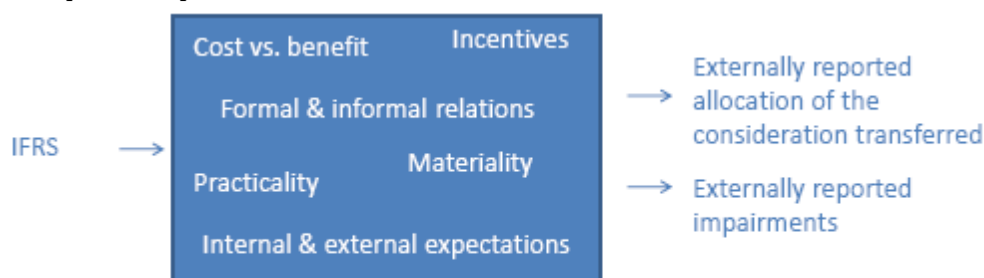 Cost vs. benefit
Incentives
Formal & informal relations
IFRS
Materiality
Practicality
Internal & external expectations
Externally reported
allocation of the
consideration transferred
Externally reported
impairments